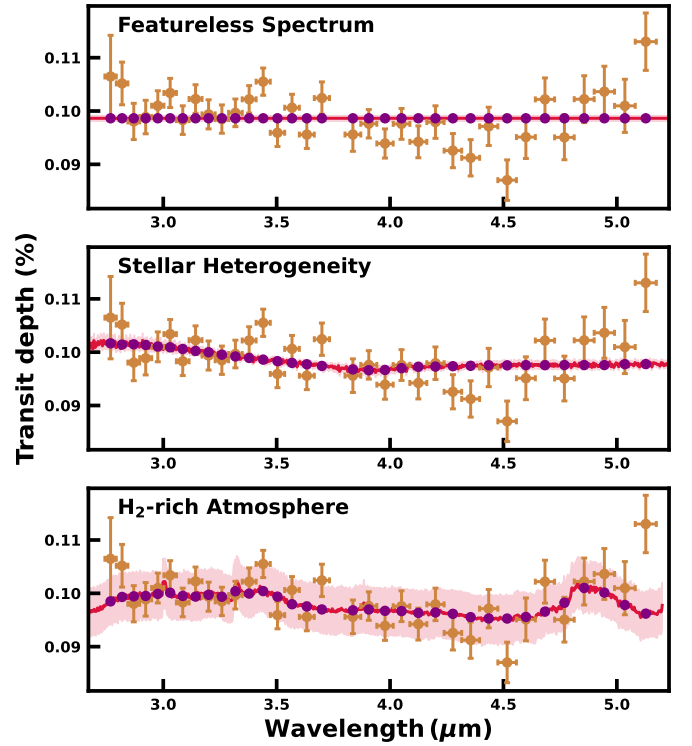 Featureless Spectrum
0.11
0.10
0.09
3.0 3.5 4.0 4.5 5.0
Stellar Heterogeneity
0.11
0.10
0.09
3.0 3.5 4.0 4.5 5.0
Transit depth (%)
H₂-rich Atmosphere
0.11
0.10
0.09
3.0 3.5 4.0 4.5 5.0
Wavelength (μm)